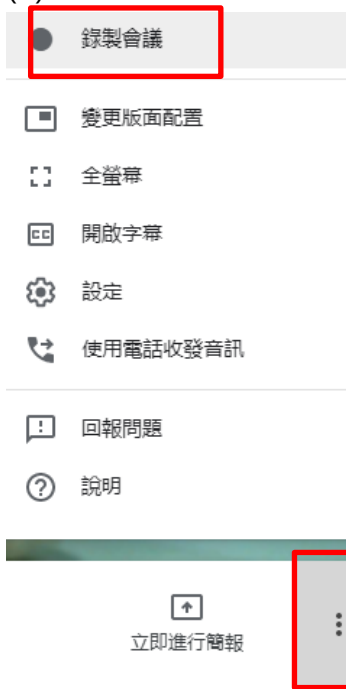 錄製會議
變更版面配置
全螢幕
開啟字幕
設定
使用電話收發音訊
回報問題
說明
立即進行簡報